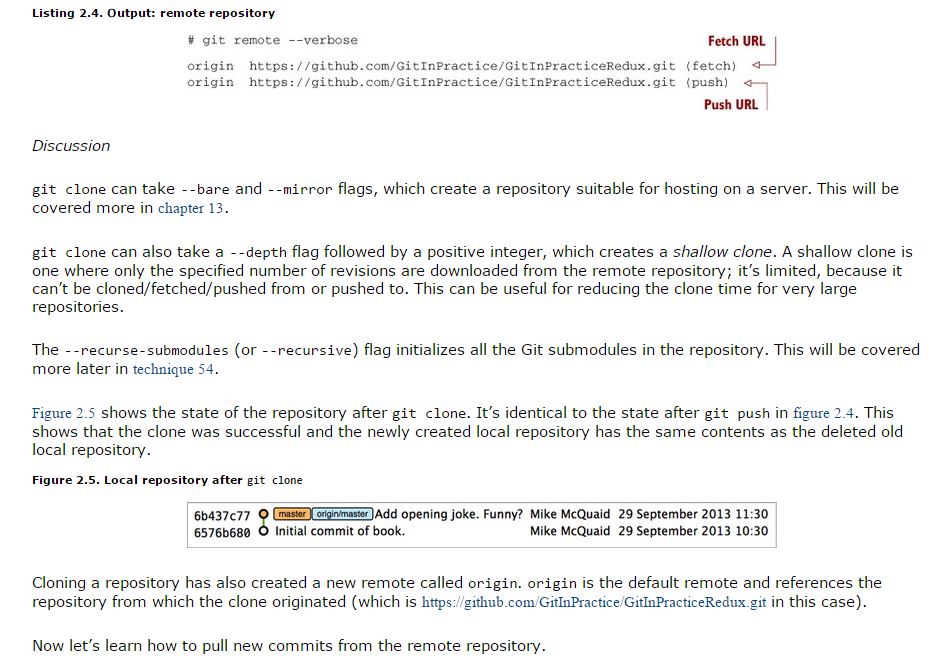 Listing 2.4. Output: remote repository
# git remote --verbose
Fetch URL
origin  https://github.com/GitInPractice/GitInPracticeRedux.git (fetch)
origin  https://github.com/GitInPractice/GitInPracticeRedux.git (push)
Push URL
Discussion
git clone can take --bare and --mirror flags, which create a repository suitable for hosting on a server. This will be
covered more in chapter 13.
git clone can also take a --depth flag followed by a positive integer, which creates a shallow clone. A shallow clone is
one where only the specified number of revisions are downloaded from the remote repository; it's limited, because it
can't be cloned/fetched/pushed from or pushed to. This can be useful for reducing the clone time for very large
repositories.
The --recurse-submodules (or --recursive) flag initializes all the Git submodules in the repository. This will be covered
more later in technique 54.
Figure 2.5 shows the state of the repository after git clone. It's identical to the state after git push in figure 2.4. This
shows that the clone was successful and the newly created local repository has the same contents as the deleted old
local repository.
Figure 2.5. Local repository after git clone
6b437c77 master origin/master Add opening joke. Funny? Mike McQuaid 29 September 2013 11:30
6576b680 Initial commit of book. Mike McQuaid 29 September 2013 10:30
Cloning a repository has also created a new remote called origin. origin is the default remote and references the
repository from which the clone originated (which is https://github.com/GitInPractice/GitInPracticeRedux.git in this case).
Now let's learn how to pull new commits from the remote repository.